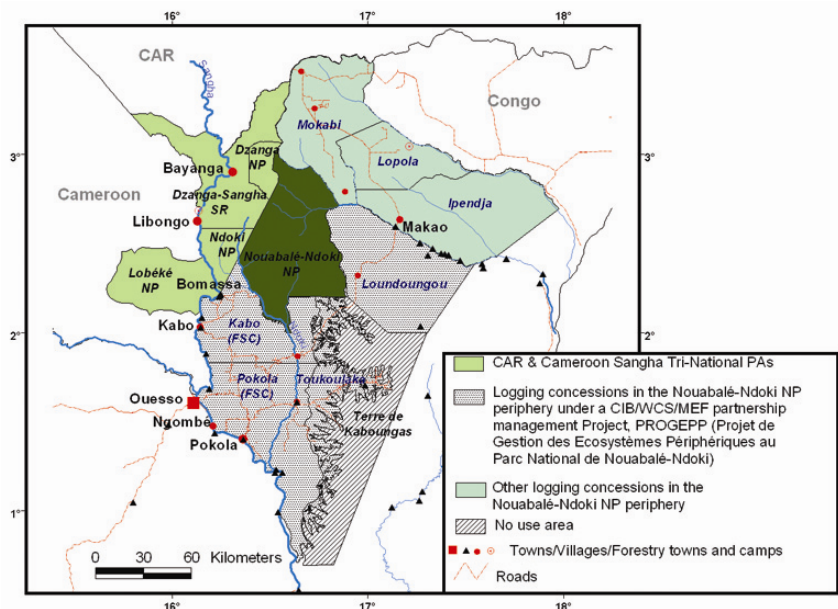 16°
17°
18°
CAR
Sangha
Congo
Mokabi
3°
3°
Dzanga
NP
Lopola
Bayanga
Cameroon
Dzanga-Sangha
SR
Ipendja
Libongo
Makao
Ndoki
NP
Nouabalé-Ndoki
NP
Lobéké
NP
Loundoungou
Bomassa
2°
2°
Kabo
Kabo
(FSC)
Pokola
(FSC)
Toukoulaka
Ouesso
Terre de
Kaboungas
Ngombé
Pokola
1°
1°
CAR & Cameroon Sangha Tri-National PAs
Logging concessions in the Nouabalé-Ndoki NP
periphery under a CIB/WCS/MEF partnership
management Project, PROGEPP (Projet de
Gestion des Ecosystèmes Périphériques au
Parc National de Nouabalé-Ndoki)
Other logging concessions in the
Nouabalé-Ndoki NP periphery
No use area
Towns/Villages/Forestry towns and camps
Roads
0 30 60
Kilometers
16°
17°
18°